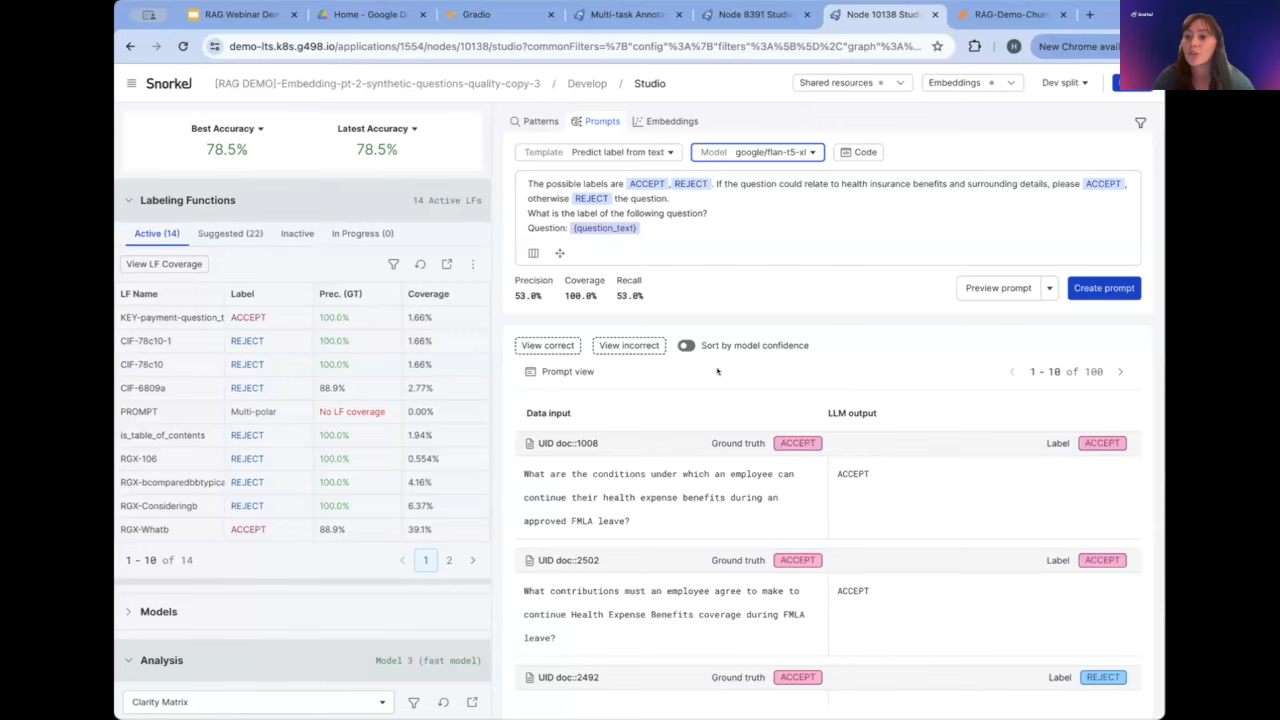 RAG Webinar Der
Home - Google D
Gradio
Multi-task Annot
Node 8391 Studi
Node 10138 Stud
RAG-Demo-Chur
demo-lts.k8s.g498.io/applications/1554/nodes/10138/studio?commonFilters=%7B"config"%3A%7B"filters"%3A%5B%5D%2C"graph"%3A%...
H
New Chrome avail
Snorkel
Snorkel
[RAG DEMO]-Embedding-pt-2-synthetic-questions-quality-copy-3 / Develop / Studio
Shared resources
Embeddings
Dev split
Best Accuracy
Latest Accuracy
78.5%
78.5%
Labeling Functions
14 Active LFs
Active (14)
Suggested (22)
Inactive
In Progress (0)
View LF Coverage
LF Name Label Prec. (GT) Coverage
KEY-payment-question_t ACCEPT 100.0% 1.66%
CIF-78c10-1 REJECT 100.0% 1.66%
CIF-78c10 REJECT 100.0% 1.66%
CIF-6809a REJECT 88.9% 2.77%
PROMPT Multi-polar No LF coverage 0.00%
is_table_of_contents REJECT 100.0% 1.94%
RGX-106 REJECT 100.0% 0.554%
RGX-bcomparedbbtypica REJECT 100.0% 4.16%
RGX-Consideringb REJECT 100.0% 6.37%
RGX-Whatb ACCEPT 88.9% 39.1%
1 - 10 of 14
1
2
Models
Analysis
Model 3 (fast model)
Clarity Matrix
Patterns
Prompts
Embeddings
Template Predict label from text
Model google/flan-t5-xl
Code
The possible labels are ACCEPT, REJECT. If the question could relate to health insurance benefits and surrounding details, please ACCEPT,
otherwise REJECT the question.
What is the label of the following question?
Question: {question_text}
Precision Coverage Recall
53.0% 100.0% 53.0%
Preview prompt
Create prompt
View correct
View incorrect
Sort by model confidence
Prompt view
1 - 10 of 100
Data input
LLM output
UID doc::1008
Ground truth ACCEPT
Label ACCEPT
What are the conditions under which an employee can
continue their health expense benefits during an
approved FMLA leave?
ACCEPT
UID doc::2502
Ground truth ACCEPT
Label ACCEPT
What contributions must an employee agree to make to
continue Health Expense Benefits coverage during FMLA
leave?
ACCEPT
UID doc::2492
Ground truth ACCEPT
Label REJECT